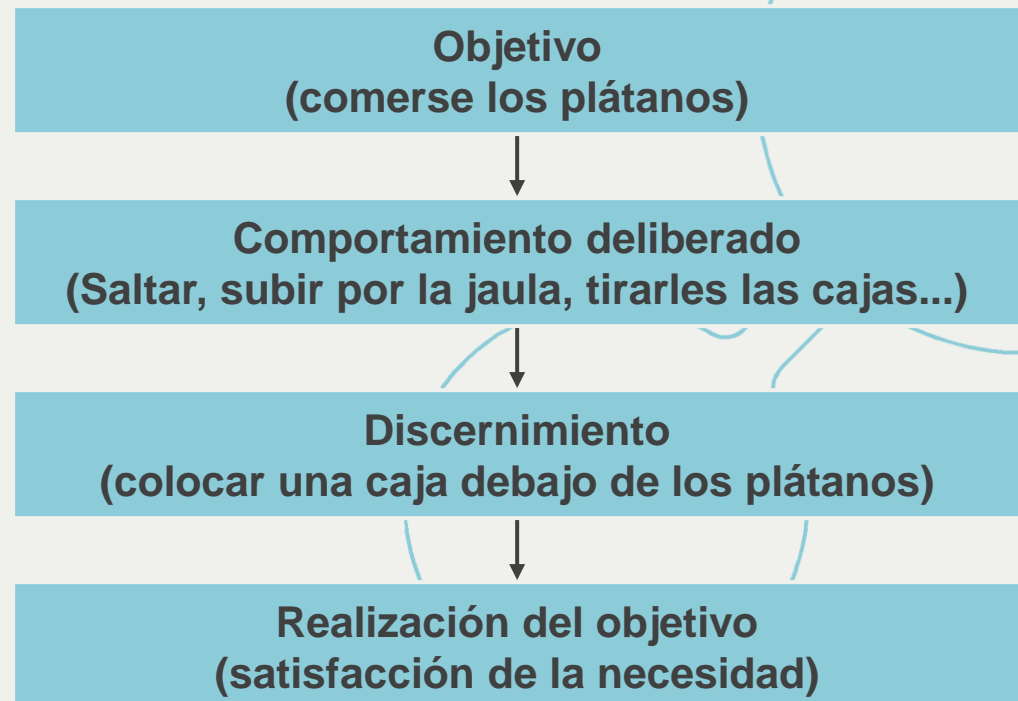 Objetivo
(comerse los plátanos)
Comportamiento deliberado
(Saltar, subir por la jaula, tirarles las cajas...)
Discernimiento
(colocar una caja debajo de los plátanos)
Realización del objetivo
(satisfacción de la necesidad)